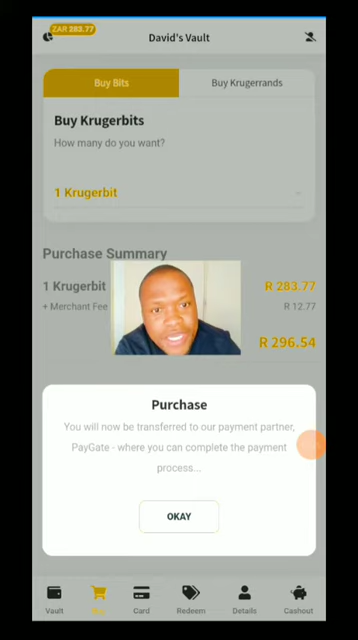 ZAR 283.77
David's Vault
Buy Bits
Buy Krugerrands
Buy Krugerbits
How many do you want?
1 Krugerbit
Purchase Summary
1 Krugerbit R 283.77
+ Merchant Fee R 12.77
R 296.54
Purchase
You will now be transferred to our payment partner,
PayGate - where you can complete the payment
process...
OKAY
Vault
Buy
Card
Redeem
Details
Cashout